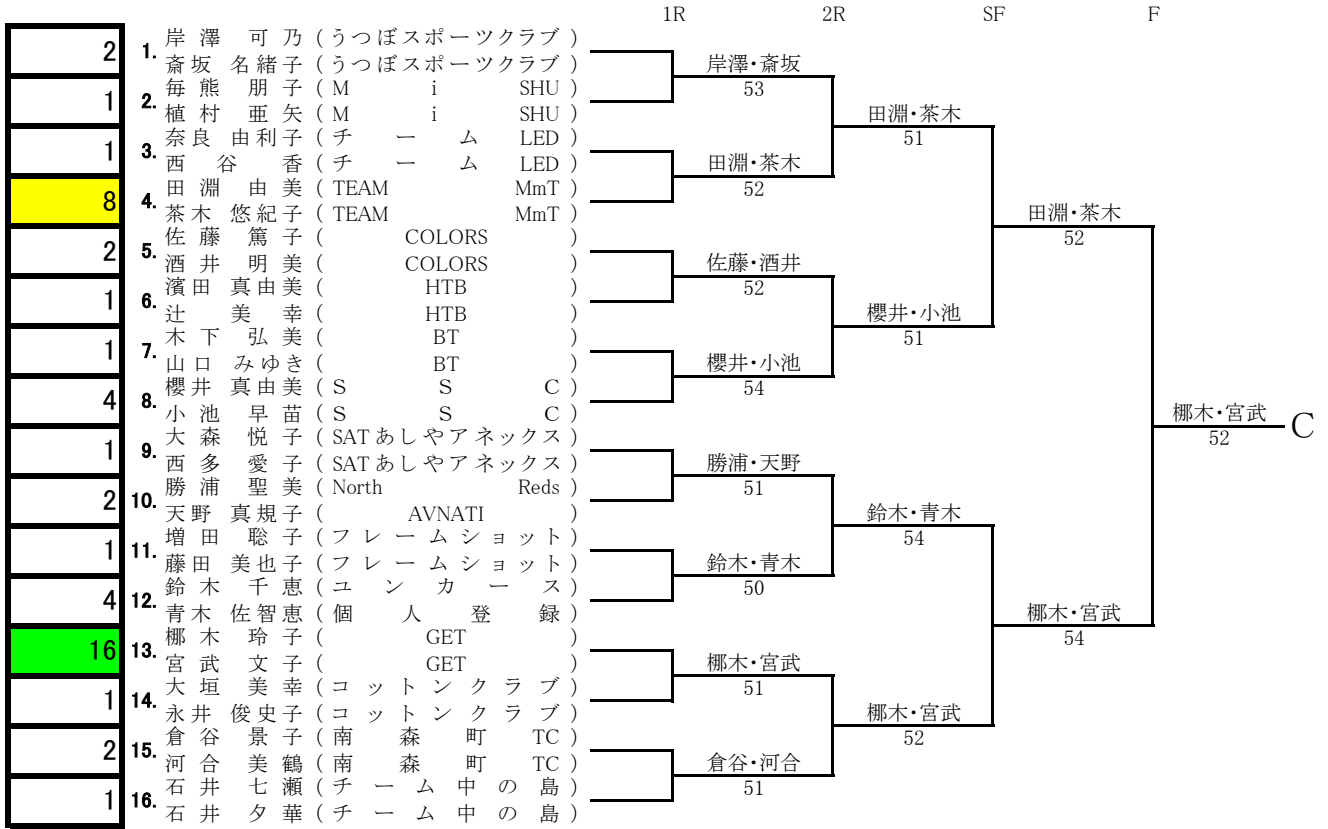 1R 2R SF F
2 1. 岸澤 可乃 (うつぼスポーツクラブ)
斎坂 名緒子 (うつぼスポーツクラブ) 岸澤・斎坂
1 2. 毎熊 朋子 (M i SHU) 53
植村 亜矢 (M i SHU) 田淵・茶木
1 3. 奈良 由利子 (チーム LED) 51
西谷 香 (チーム LED) 田淵・茶木
8 4. 田淵 由美 (TEAM MmT) 52
茶木 悠紀子 (TEAM MmT) 田淵・茶木
2 5. 佐藤 篤子 (COLORS) 52
酒井 明美 (COLORS) 佐藤・酒井
1 6. 濱田 真由美 (HTB) 52
辻 美幸 (HTB) 櫻井・小池
1 7. 木下 弘美 (BT) 51
山口 みゆき (BT) 櫻井・小池
4 8. 櫻井 真由美 (S S C) 54
小池 早苗 (S S C) 梛木・宮武
1 9. 大森 悦子 (SATあしやアネックス) 52 C
西多 愛子 (SATあしやアネックス) 勝浦・天野
2 10. 勝浦 聖美 (North Reds) 51
天野 真規子 (AVNATI) 鈴木・青木
1 11. 増田 聡子 (フレームショット) 54
藤田 美也子 (フレームショット) 鈴木・青木
4 12. 鈴木 千恵 (ユンカース) 50
青木 佐智恵 (個人登録) 梛木・宮武
16 13. 梛木 玲子 (GET) 54
宮武 文子 (GET) 梛木・宮武
1 14. 大垣 美幸 (コットンクラブ) 51
永井 俊史子 (コットンクラブ) 梛木・宮武
2 15. 倉谷 景子 (南森町 TC) 52
河合 美鶴 (南森町 TC) 倉谷・河合
1 16. 石井 七瀬 (チーム中の島) 51
石井 夕華 (チーム中の島)